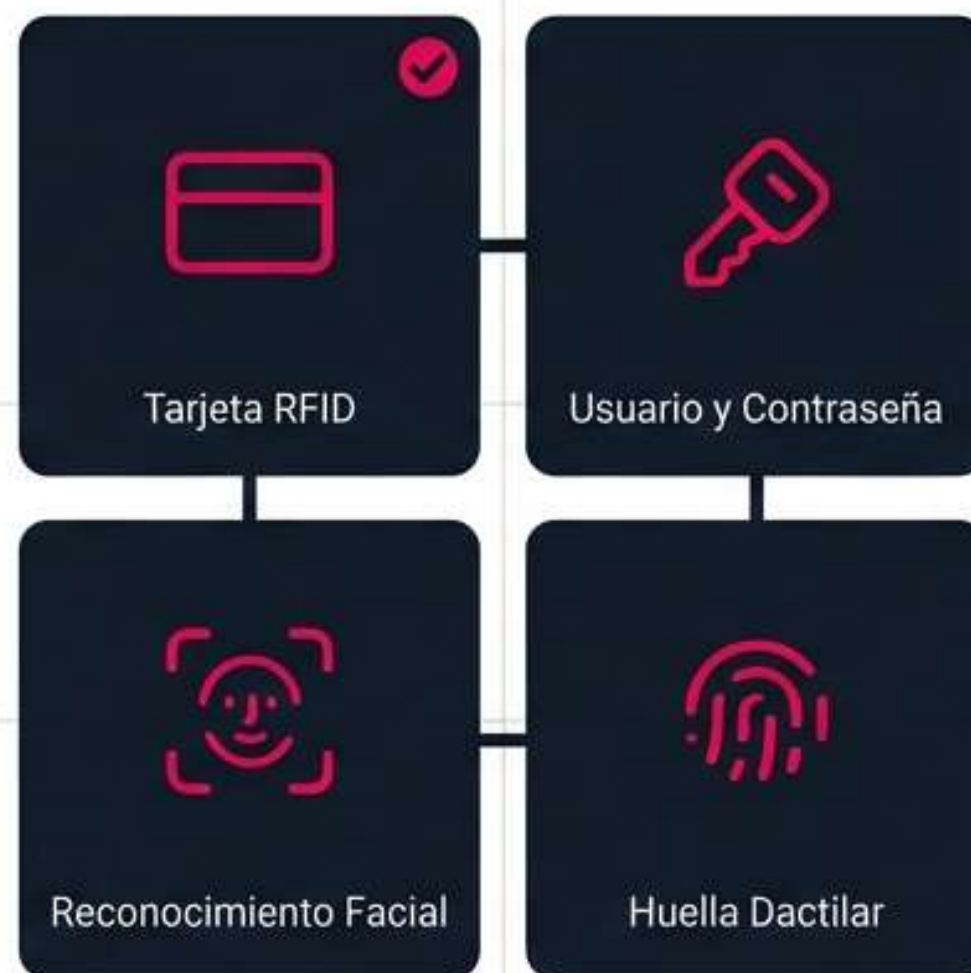 Tarjeta RFID
Usuario y Contraseña
Reconocimiento Facial
Huella Dactilar